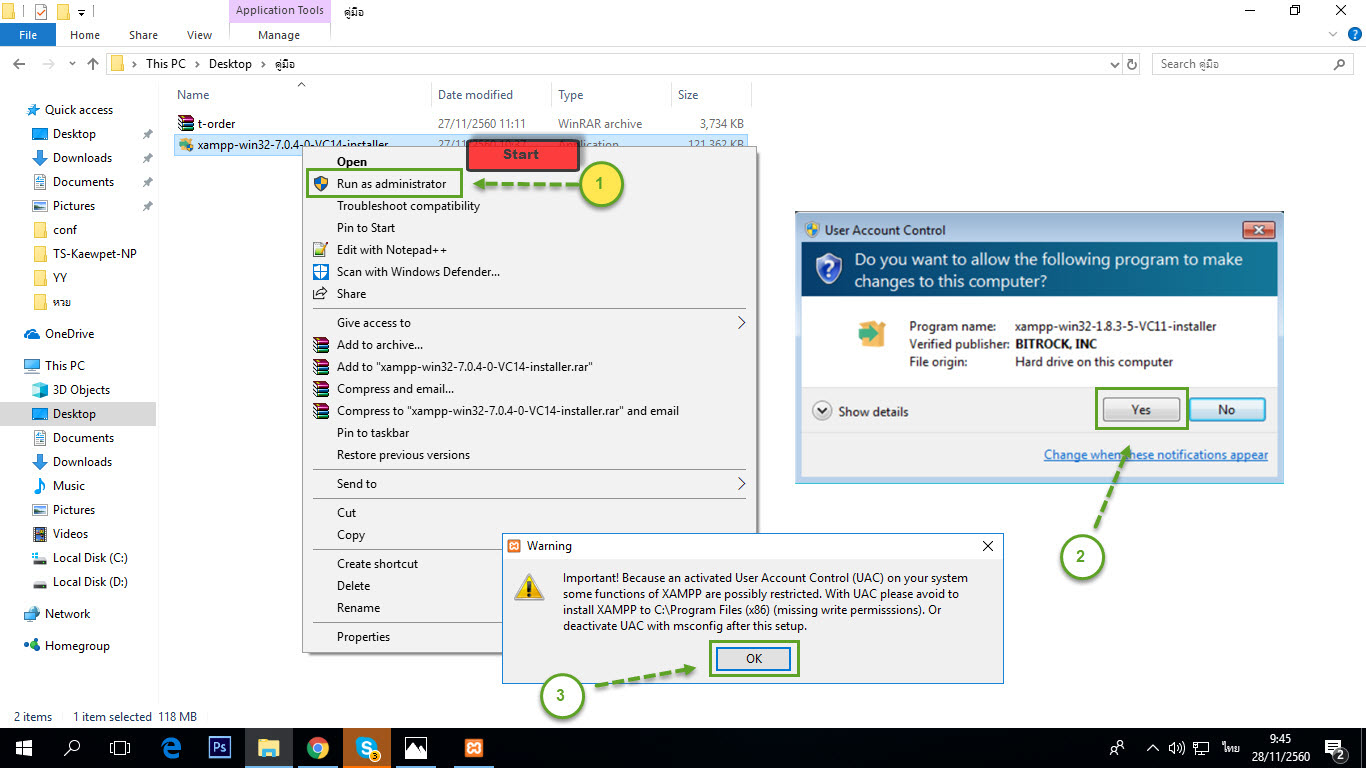 Application Tools
คู่มือ
File
Home
Share
View
Manage
This PC
Desktop
คู่มือ
Search คู่มือ
Name
Date modified
Type
Size
t-order
27/11/2560 11:11
WinRAR archive
3,734 KB
xampp-win32-7.0.4-0-VC14-installer
27/11/2560 10:37
Application
121,362 KB
Quick access
Desktop
Downloads
Documents
Pictures
conf
TS-Kaewpet-NP
YY
หวย
OneDrive
This PC
3D Objects
Desktop
Documents
Downloads
Music
Pictures
Videos
Local Disk (C:)
Local Disk (D:)
Network
Homegroup
Start
1
Open
Run as administrator
Troubleshoot compatibility
Pin to Start
Edit with Notepad++
Scan with Windows Defender...
Share
Give access to
Add to archive...
Add to "xampp-win32-7.0.4-0-VC14-installer.rar"
Compress and email...
Compress to "xampp-win32-7.0.4-0-VC14-installer.rar" and email
Pin to taskbar
Restore previous versions
Send to
Cut
Copy
Create shortcut
Delete
Rename
Properties
User Account Control
Do you want to allow the following program to make
changes to this computer?
Program name: xampp-win32-1.8.3-5-VC11-installer
Verified publisher: BITROCK, INC
File origin: Hard drive on this computer
Show details
Yes
No
Change when these notifications appear
2
Warning
Important! Because an activated User Account Control (UAC) on your system
some functions of XAMPP are possibly restricted. With UAC please avoid to
install XAMPP to C:\Program Files (x86) (missing write permisssions). Or
deactivate UAC with msconfig after this setup.
OK
3
2 items
1 item selected 118 MB
Ps
3
ไทย
9:45
28/11/2560
2